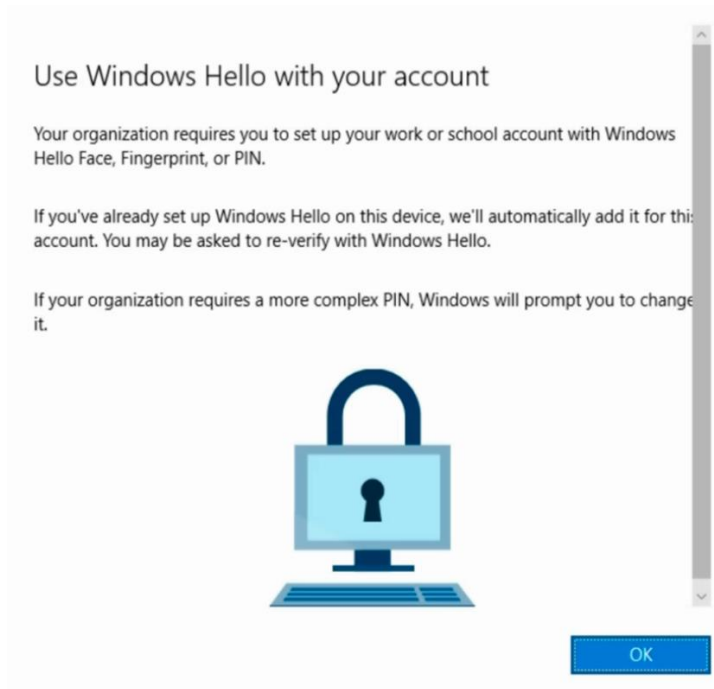 Use Windows Hello with your account
Your organization requires you to set up your work or school account with Windows
Hello Face, Fingerprint, or PIN.
If you've already set up Windows Hello on this device, we'll automatically add it for this
account. You may be asked to re-verify with Windows Hello.
If your organization requires a more complex PIN, Windows will prompt you to change
it.
OK